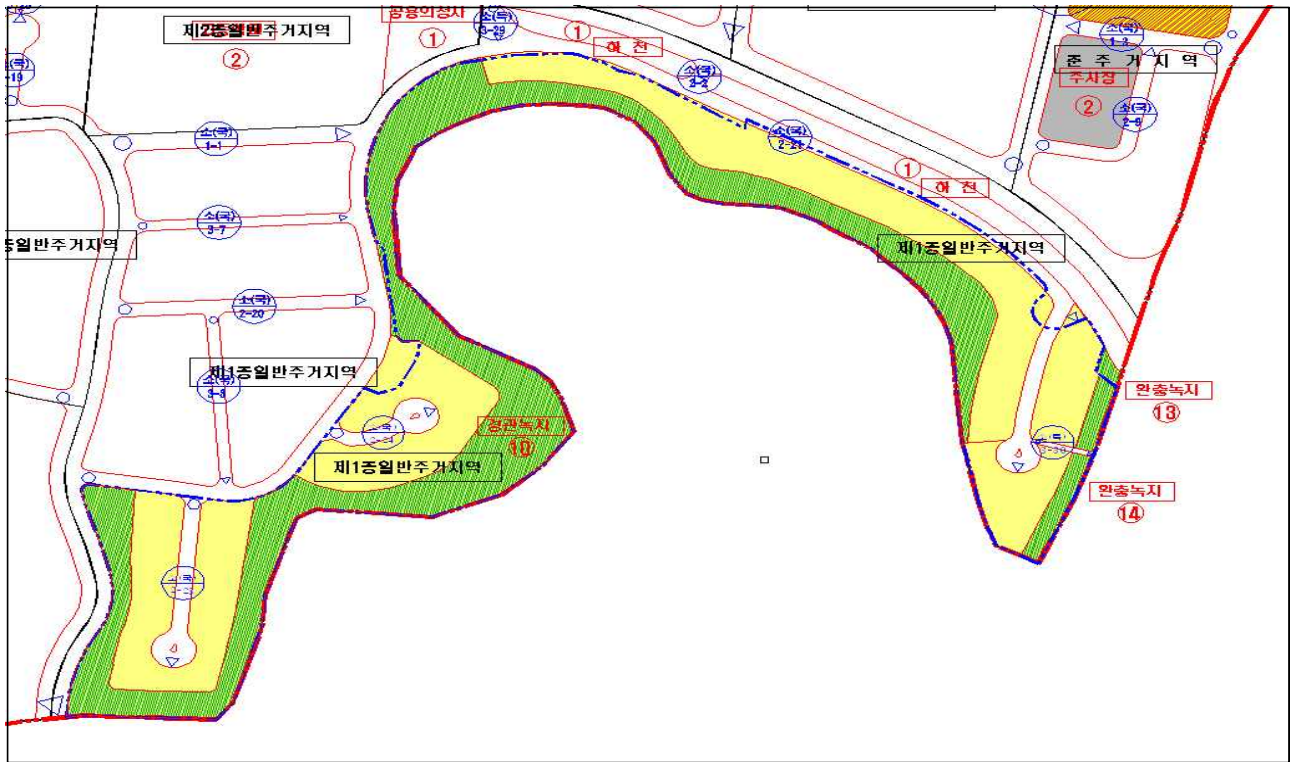 공용의청사
제2종일반주거지역
②
①
소(국)
3-29
①
하 천
소(국)
2-2
소(국)
1-3
준 주 거 지 역
주차장
②
소(국)
2-9
소(국)
-19
소(국)
1-1
소(국)
2-21
①
하 천
소(국)
3-7
종일반주거지역
제1종일반주거지역
소(국)
2-20
제1종일반주거지역
소(국)
3-8
완충녹지
⑬
경관녹지
⑩
제1종일반주거지역
완충녹지
⑭